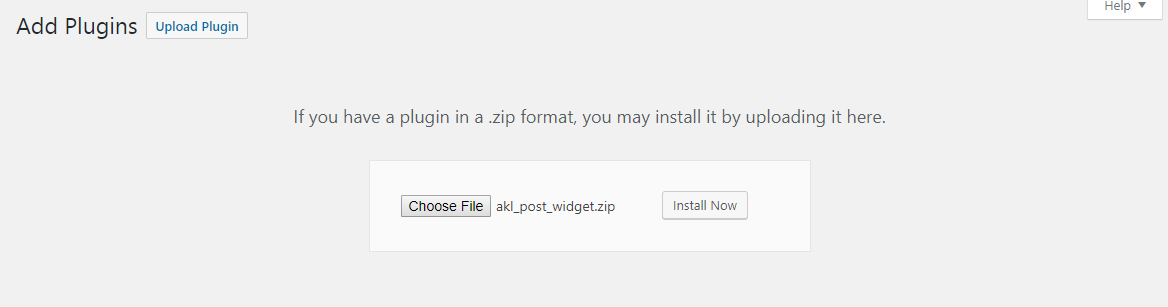 Help
Add Plugins Upload Plugin
If you have a plugin in a .zip format, you may install it by uploading it here.
Choose File akl_post_widget.zip Install Now